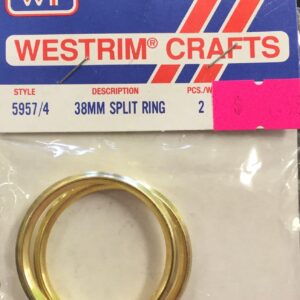 WESTRIM® CRAFTS
STYLE DESCRIPTION PCS./
5957/4 38MM SPLIT RING 2
$